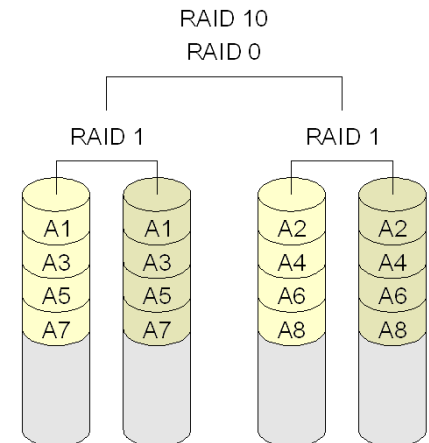 RAID 10
RAID 0
RAID 1 RAID 1
A1 A1 A2 A2
A3 A3 A4 A4
A5 A5 A6 A6
A7 A7 A8 A8